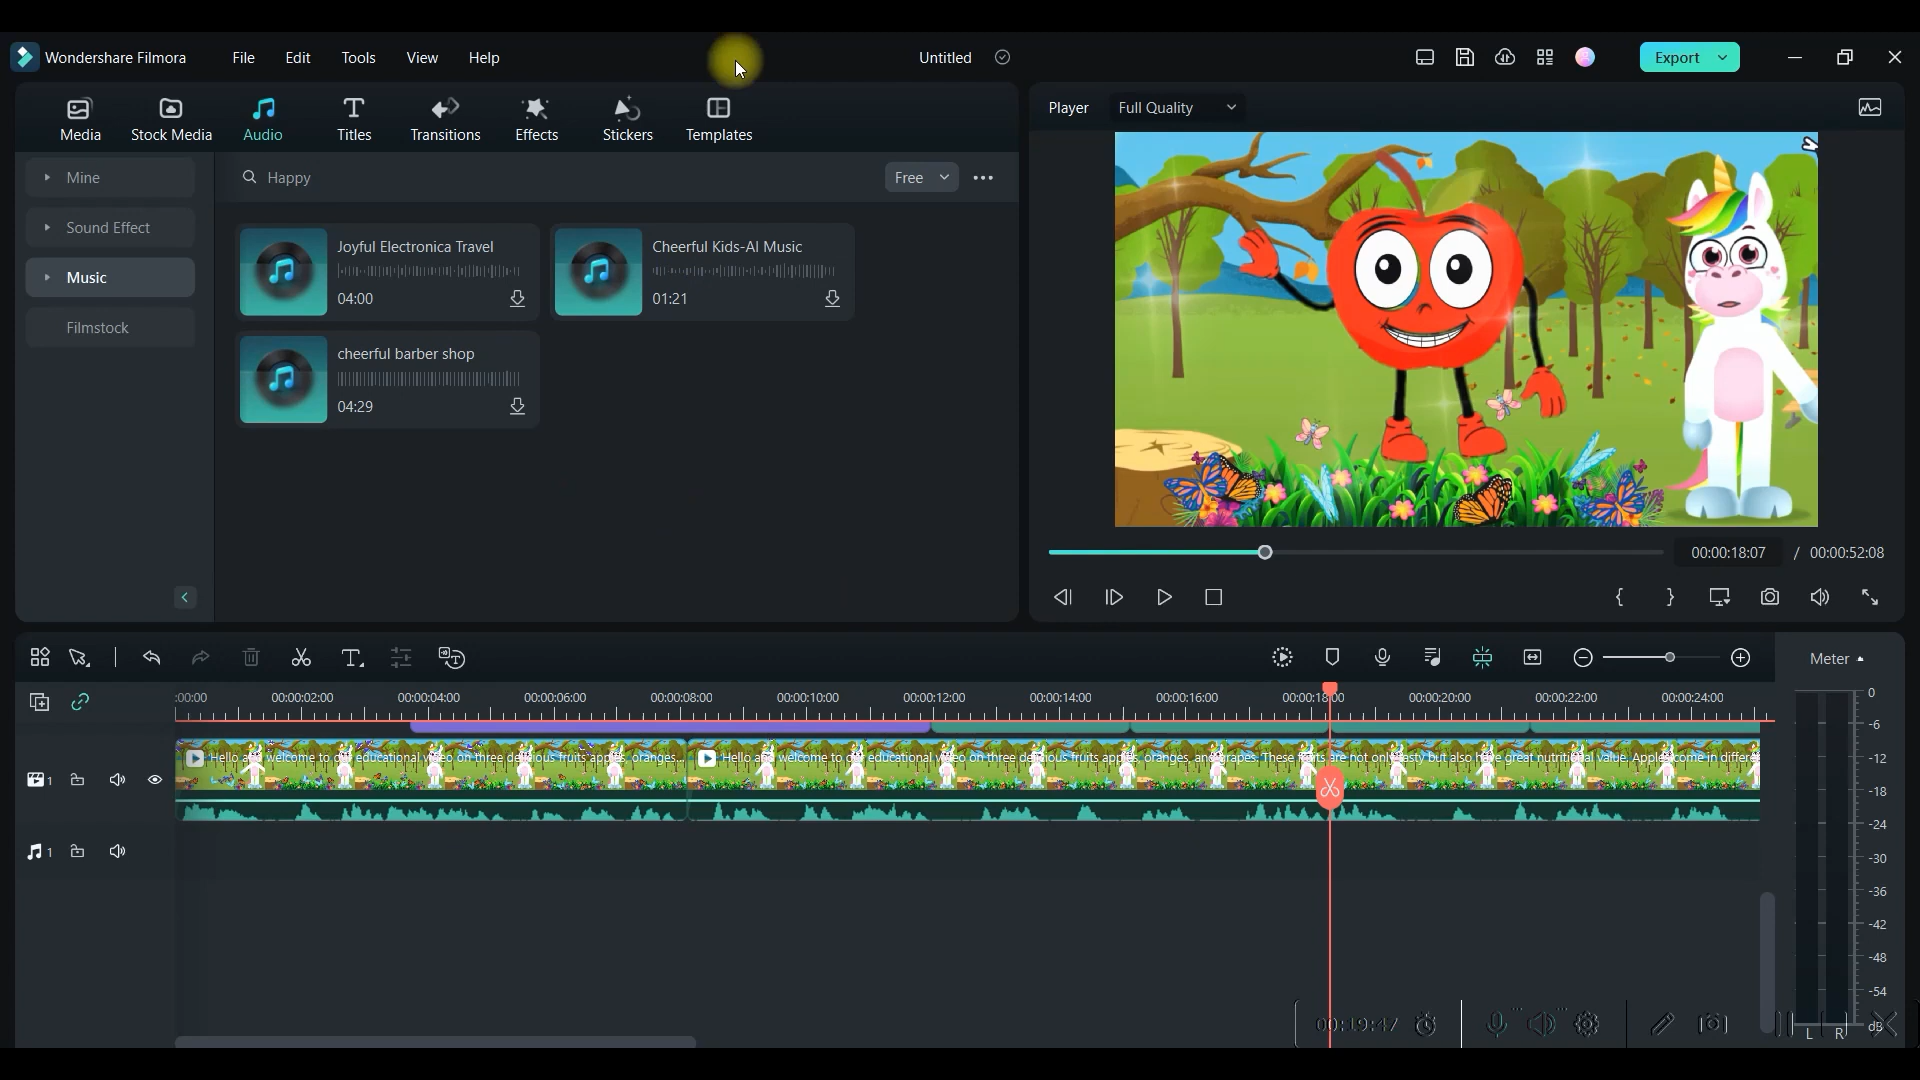 Wondershare Filmora File Edit Tools View Help Untitled Export
Media Stock Media Audio Titles Transitions Effects Stickers Templates
Player Full Quality
Mine
Sound Effect
Music
Filmstock
Happy Free
Joyful Electronica Travel
04:00
Cheerful Kids-AI Music
01:21
cheerful barber shop
04:29
00:00:18:07 / 00:00:52:08
Meter
:00:00 00:00:02:00 00:00:04:00 00:00:06:00 00:00:08:00 00:00:10:00 00:00:12:00 00:00:14:00 00:00:16:00 00:00:18:00 00:00:20:00 00:00:22:00 00:00:24:00
Hello and welcome to our educational video on three delicious fruits apples, oranges,...
Hello and welcome to our educational video on three delicious fruits apples, oranges, and grapes. These fruits are not only tasty but also have great nutritional value. Apples come in differe
1
1
0
-6
-12
-18
-24
-30
-36
-42
-48
-54
dB
L R
00:19:47